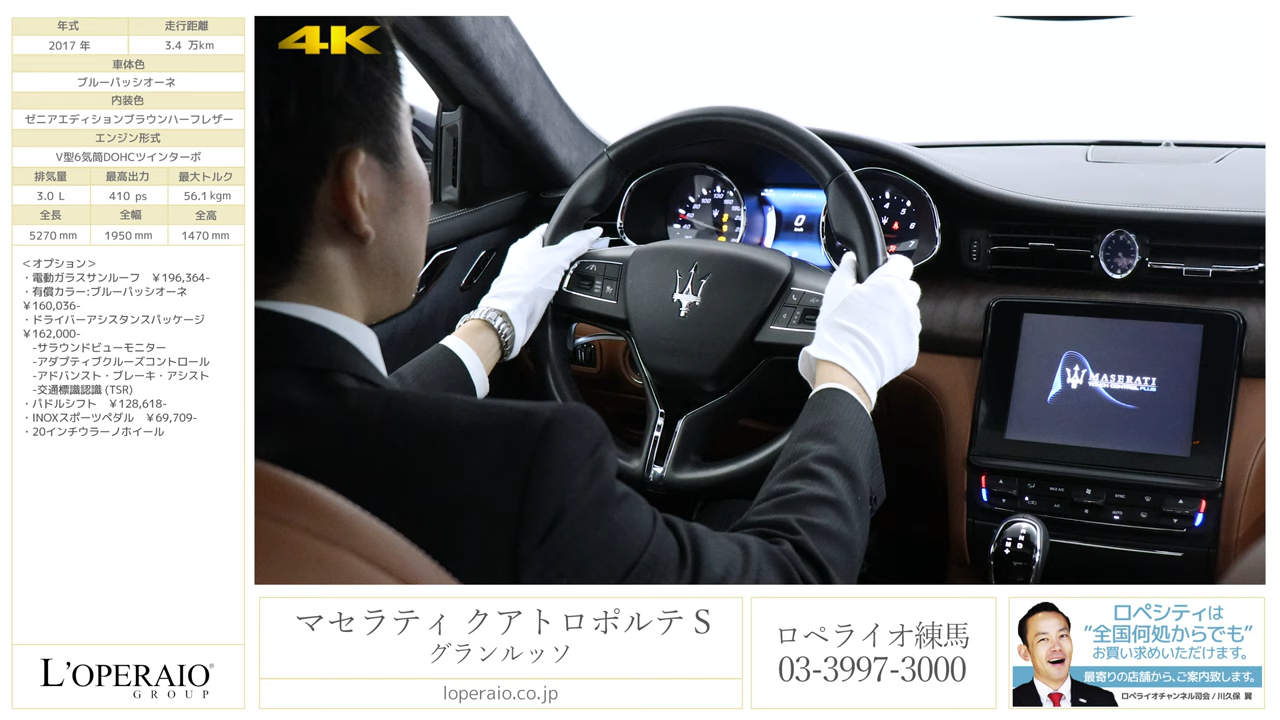 年式 走行距離
2017 年 3.4 万km
車体色
ブルーパッシオーネ
内装色
ゼニアエディションブラウンハーフレザー
エンジン形式
V型6気筒DOHCツインターボ
排気量 最高出力 最大トルク
3.0 L 410 ps 56.1 kgm
全長 全幅 全高
5270 mm 1950 mm 1470 mm
＜オプション＞
・電動ガラスサンルーフ　￥196,364-
・有償カラー:ブルーパッシオーネ
￥160,036-
・ドライバーアシスタンスパッケージ
￥162,000-
-サラウンドビューモニター
-アダプティブクルーズコントロール
-アドバンスト・ブレーキ・アシスト
-交通標識認識 (TSR)
・パドルシフト　￥128,618-
・INOXスポーツペダル　￥69,709-
・20インチウラーノホイール
L'OPERAIO®
GROUP
4K
0
MASERATI
TOUCH CONTROL PLUS
マセラティ クアトロポルテ S
グランルッソ
loperaio.co.jp
ロペライオ練馬
03-3997-3000
ロペシティは
“全国何処からでも”
お買い求めいただけます。
最寄りの店舗から、ご案内致します。
ロペライオチャンネル司会 / 川久保 翼